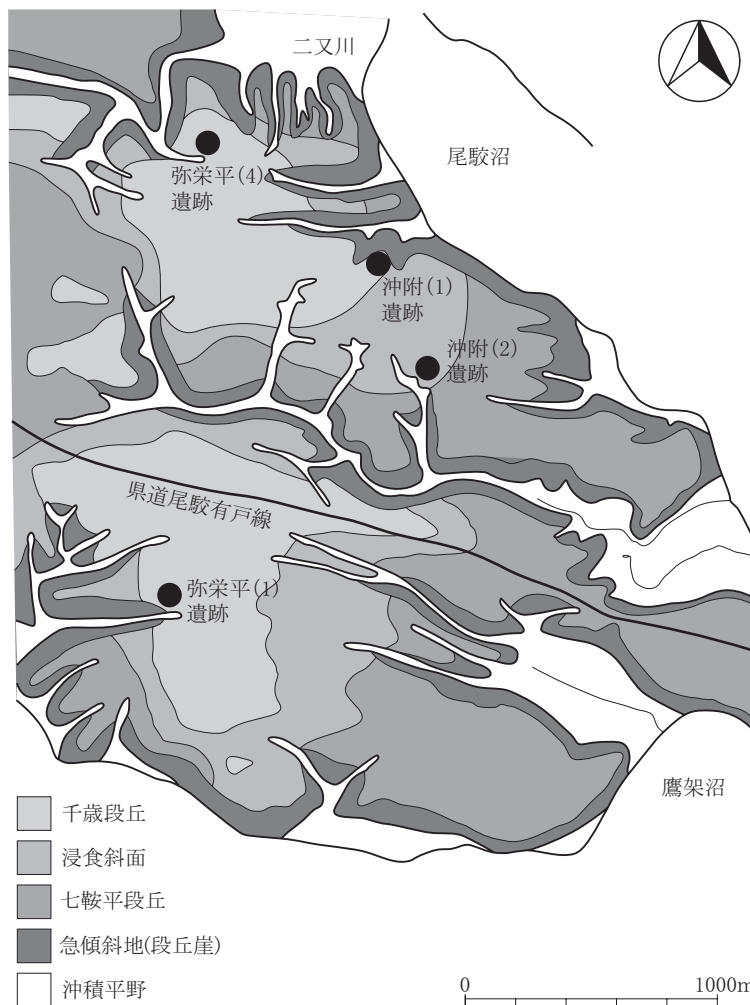 二又川
尾駮沼
弥栄平(4)
遺跡
沖附(1)
遺跡
沖附(2)
遺跡
県道尾駮有戸線
弥栄平(1)
遺跡
鷹架沼
千歳段丘
浸食斜面
七鞍平段丘
急傾斜地(段丘崖)
沖積平野
0
1000m